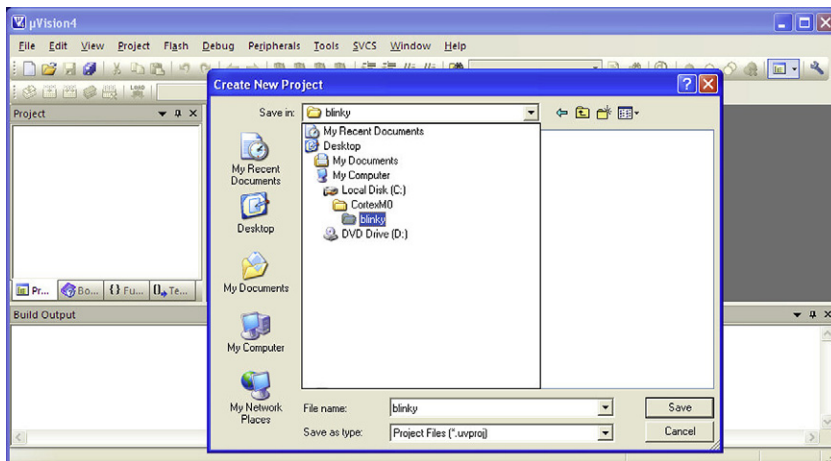 µVision4
File Edit View Project Flash Debug Peripherals Tools SVCS Window Help
Create New Project
Project
Save in: blinky
My Recent Documents
Desktop
My Documents
My Computer
Local Disk (C:)
CortexM0
blinky
DVD Drive (D:)
My Recent
Documents
Desktop
My Documents
My Computer
My Network
Places
Pr... Bo... {} Fu... Te...
Build Output
File name: blinky Save
Save as type: Project Files (*.uvproj) Cancel